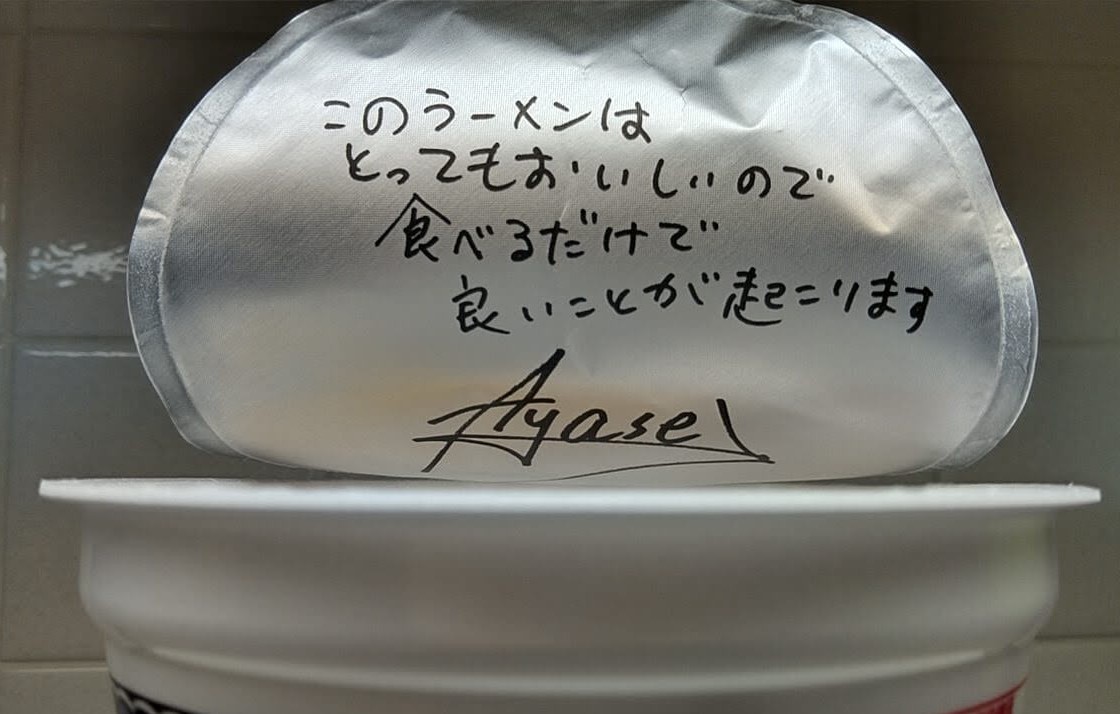 このラーメンは
とってもおいしいので
食べるだけで
良いことが起こります
Ayase